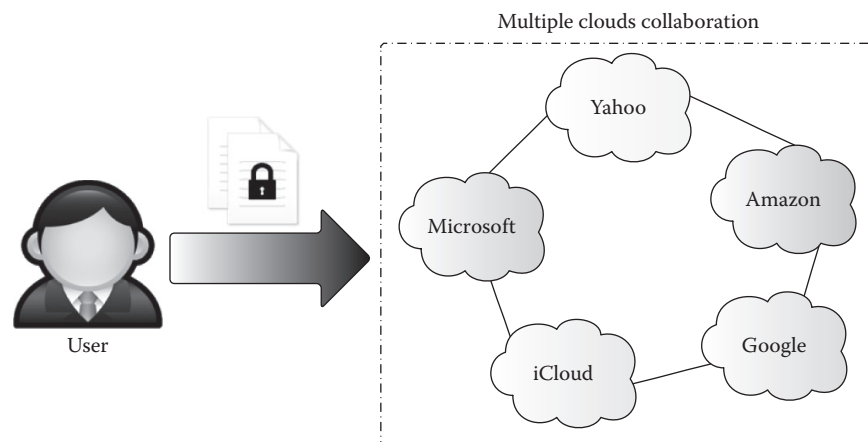 Multiple clouds collaboration
Yahoo
Amazon
Microsoft
Google
iCloud
User